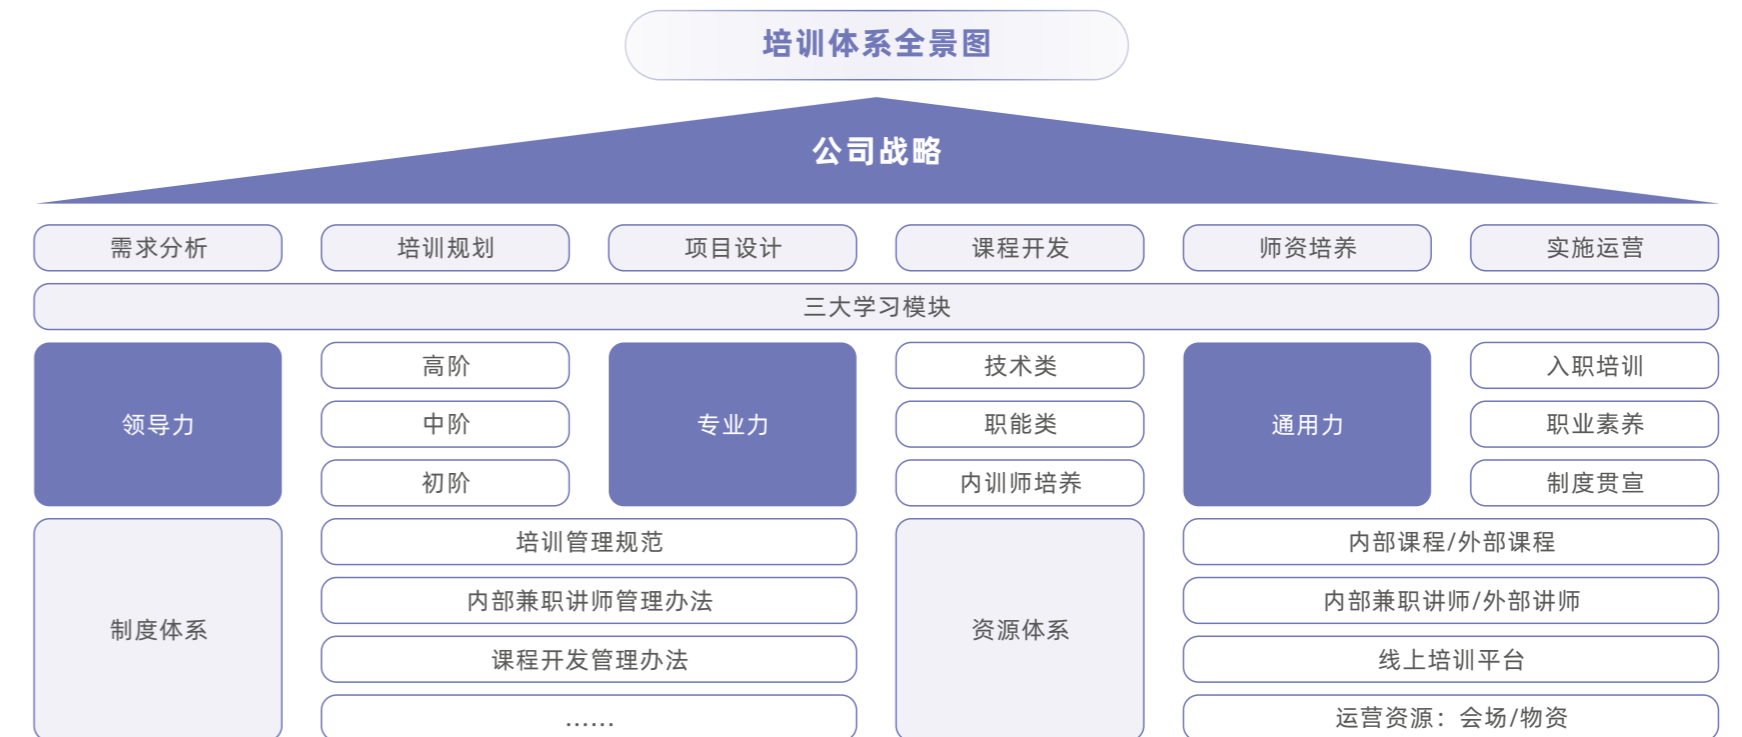 培训体系全景图
公司战略
需求分析 培训规划 项目设计 课程开发 师资培养 实施运营
三大学习模块
领导力
高阶
中阶
初阶
专业力
技术类
职能类
内训师培养
通用力
入职培训
职业素养
制度贯宣
制度体系
培训管理规范
内部兼职讲师管理办法
课程开发管理办法
……
资源体系
内部课程/外部课程
内部兼职讲师/外部讲师
线上培训平台
运营资源：会场/物资